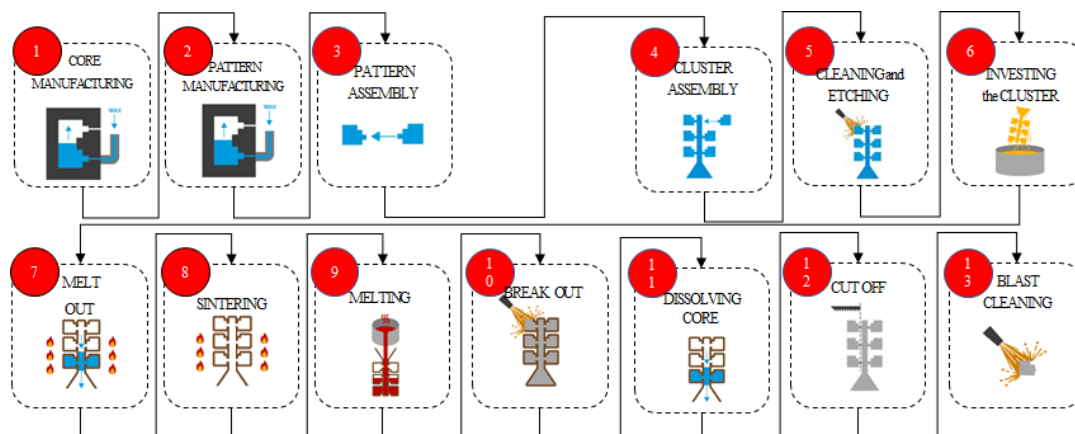 1
CORE
MANUFACTURING
WAX
2
PATTERN
MANUFACTURING
WAX
3
PATTERN
ASSEMBLY
4
CLUSTER
ASSEMBLY
5
CLEANING and
ETCHING
6
INVESTING
the CLUSTER
7
MELT
OUT
8
SINTERING
9
MELTING
1
0
BREAK OUT
1
1
DISSOLVING
CORE
1
2
CUT OFF
1
3
BLAST
CLEANING